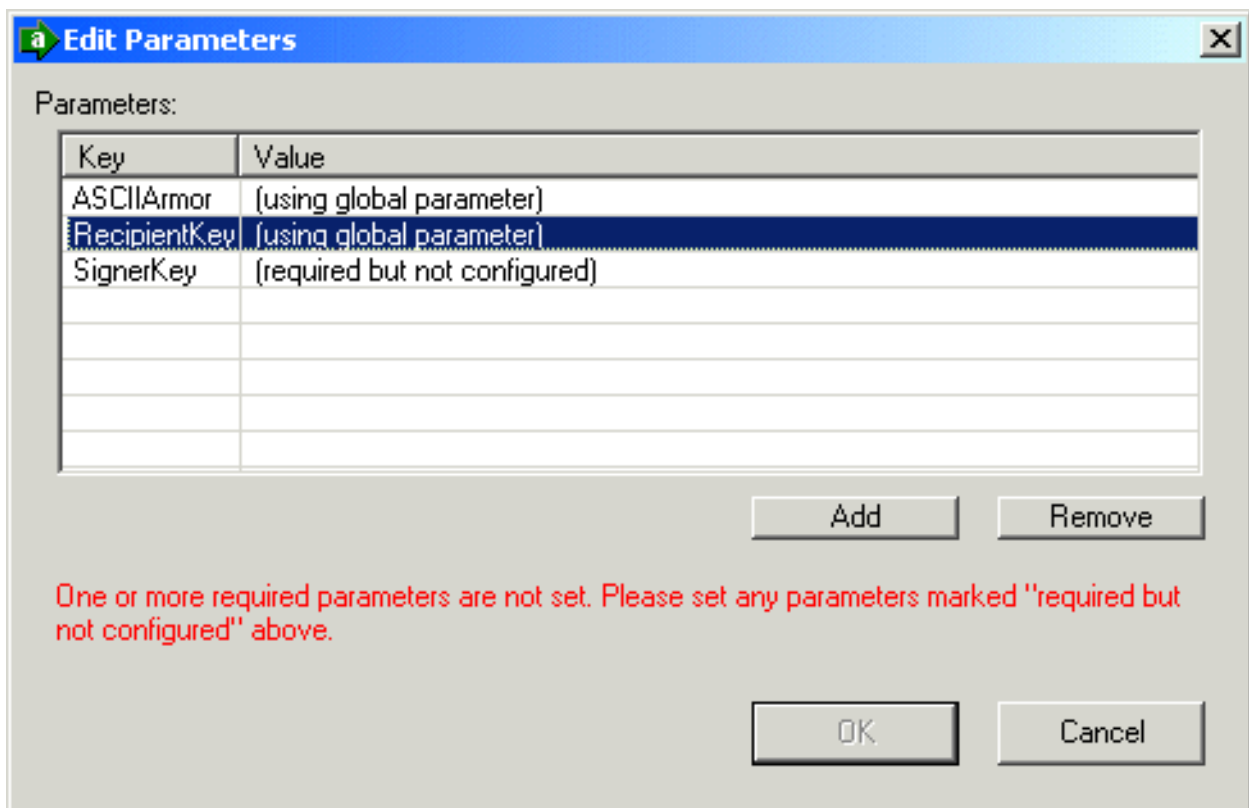 a Edit Parameters
Parameters:
Key Value
ASCIIArmor (using global parameter)
RecipientKey (using global parameter)
SignerKey (required but not configured)
Add Remove
One or more required parameters are not set. Please set any parameters marked "required but
not configured" above.
OK Cancel